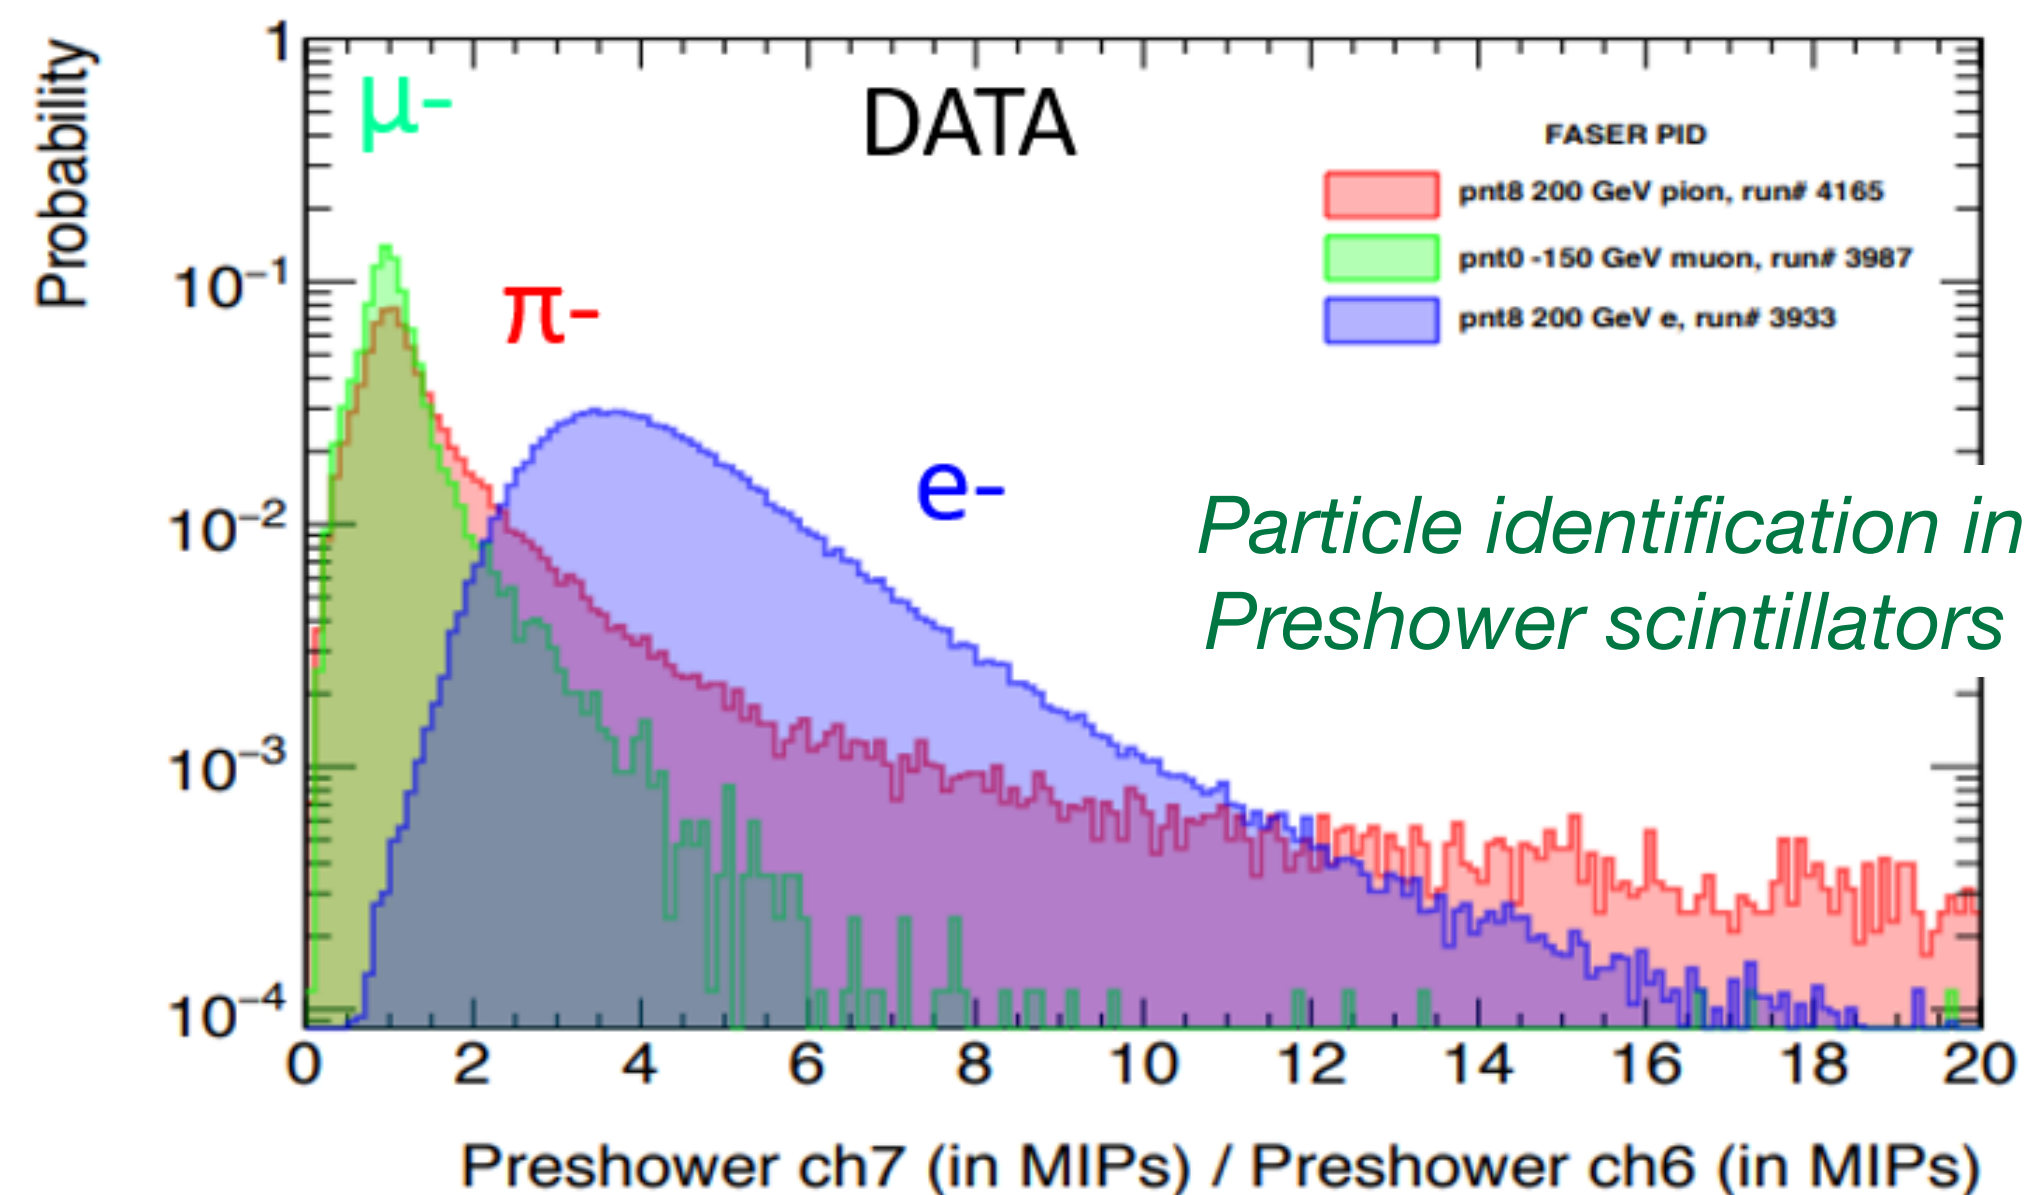 Probability
1
10⁻¹
10⁻²
10⁻³
10⁻⁴
μ-
DATA
π-
e-
FASER PID
pnt8 200 GeV pion, run# 4165
pnt0 -150 GeV muon, run# 3987
pnt8 200 GeV e, run# 3933
Particle identification in
Preshower scintillators
0 2 4 6 8 10 12 14 16 18 20
Preshower ch7 (in MIPs) / Preshower ch6 (in MIPs)